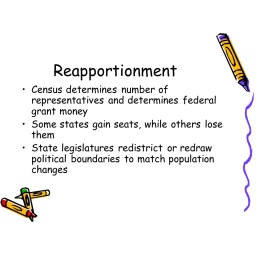 Reapportionment
• Census determines number of
representatives and determines federal
grant money
• Some states gain seats, while others lose
them
• State legislatures redistrict or redraw
political boundaries to match population
changes